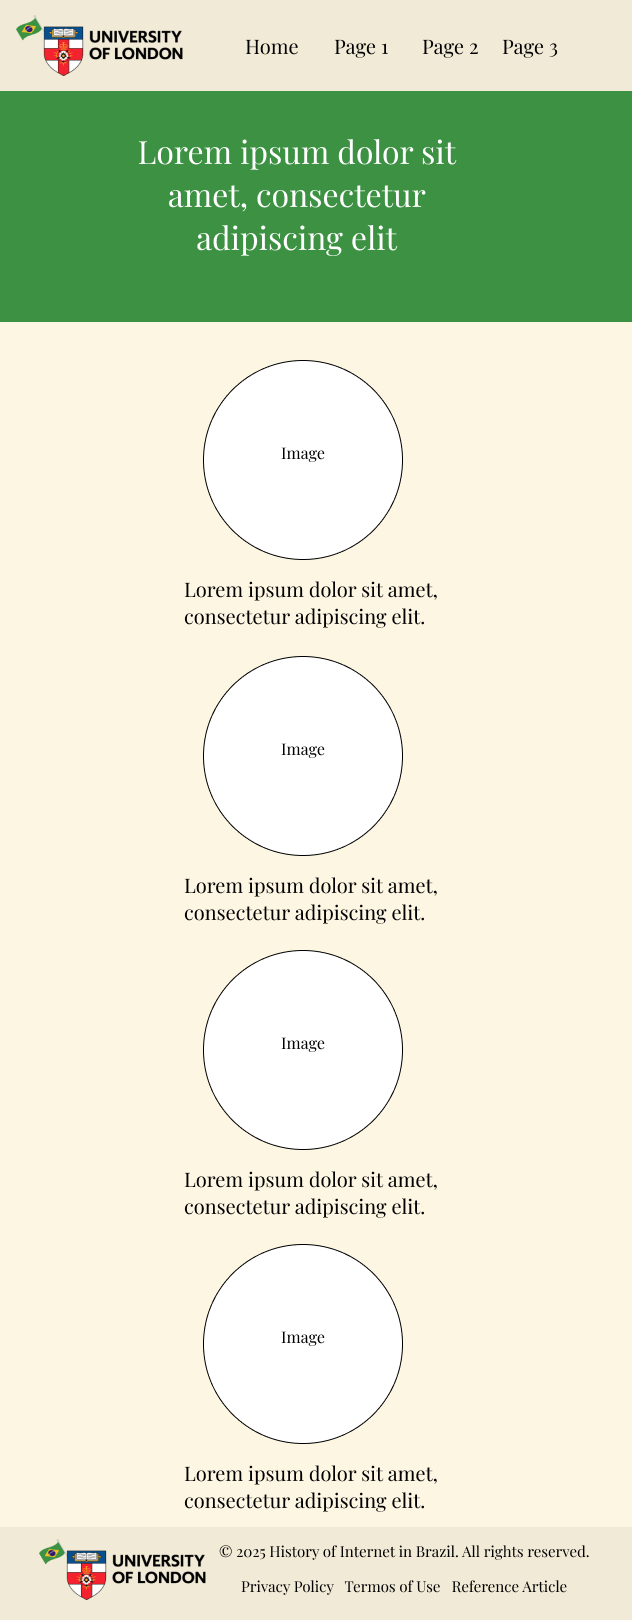 UNIVERSITY
OF LONDON
Home Page 1 Page 2 Page 3
Lorem ipsum dolor sit
amet, consectetur
adipiscing elit
Image
Lorem ipsum dolor sit amet,
consectetur adipiscing elit.
Image
Lorem ipsum dolor sit amet,
consectetur adipiscing elit.
Image
Lorem ipsum dolor sit amet,
consectetur adipiscing elit.
Image
Lorem ipsum dolor sit amet,
consectetur adipiscing elit.
UNIVERSITY
OF LONDON
© 2025 History of Internet in Brazil. All rights reserved.
Privacy Policy Termos of Use Reference Article